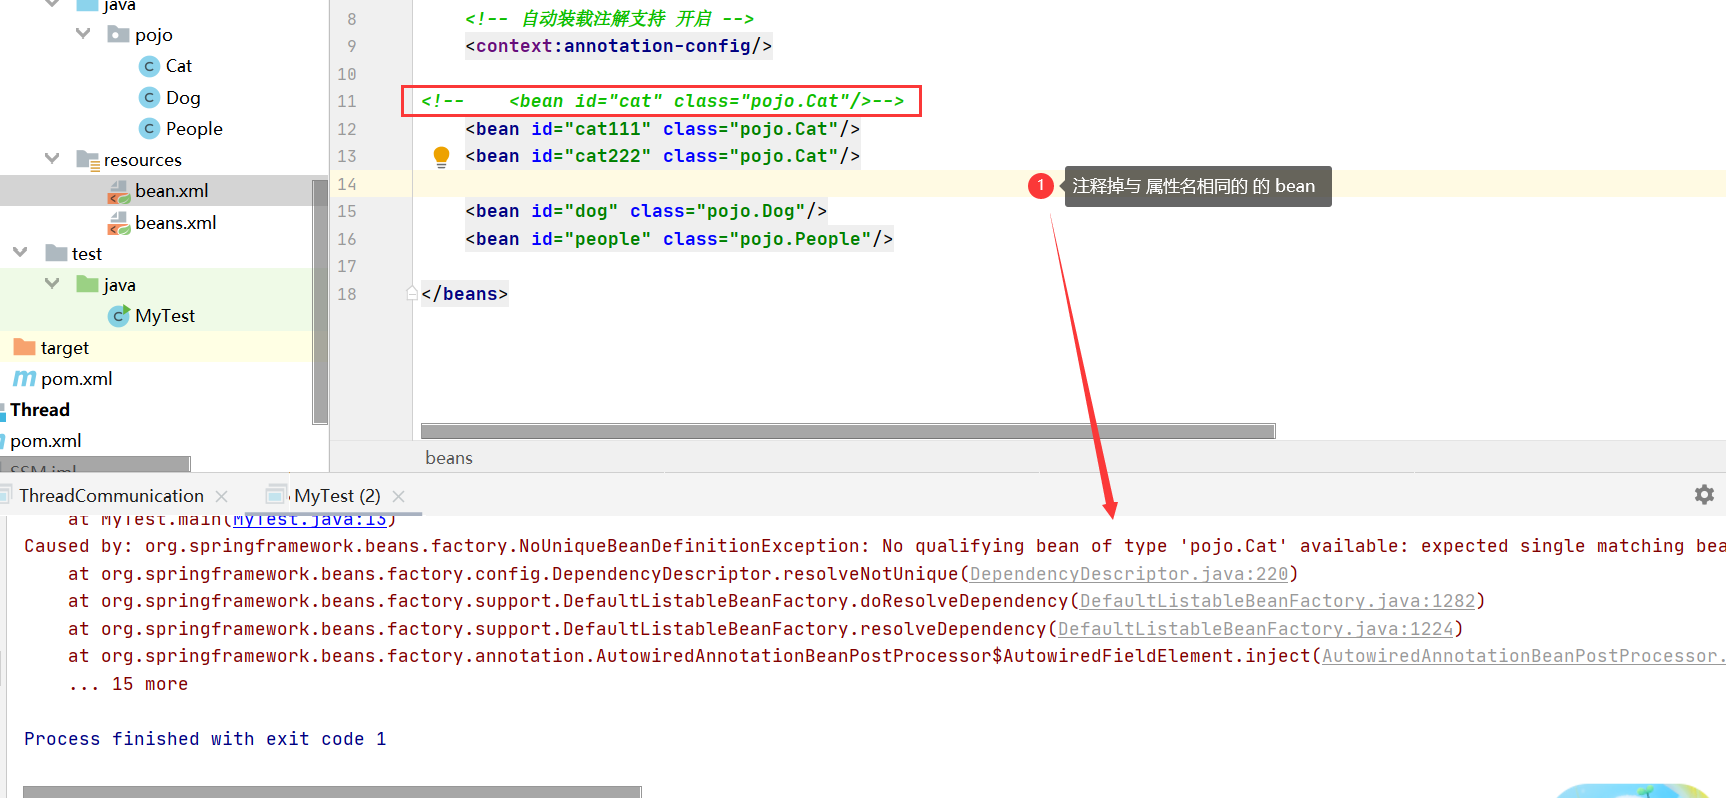 java
pojo
Cat
Dog
People
resources
bean.xml
beans.xml
test
java
MyTest
target
pom.xml
Thread
pom.xml
SSM.iml
8 <!-- 自动装载注解支持 开启 -->
9 <context:annotation-config/>
10
11 <!-- <bean id="cat" class="pojo.Cat"/>-->
12 <bean id="cat111" class="pojo.Cat"/>
13 <bean id="cat222" class="pojo.Cat"/>
14
1 注释掉与 属性名相同的 的 bean
15 <bean id="dog" class="pojo.Dog"/>
16 <bean id="people" class="pojo.People"/>
17
18 </beans>
beans
ThreadCommunication MyTest (2)
at MyTest.main(MyTest.java:13)
Caused by: org.springframework.beans.factory.NoUniqueBeanDefinitionException: No qualifying bean of type 'pojo.Cat' available: expected single matching bea
at org.springframework.beans.factory.config.DependencyDescriptor.resolveNotUnique(DependencyDescriptor.java:220)
at org.springframework.beans.factory.support.DefaultListableBeanFactory.doResolveDependency(DefaultListableBeanFactory.java:1282)
at org.springframework.beans.factory.support.DefaultListableBeanFactory.resolveDependency(DefaultListableBeanFactory.java:1224)
at org.springframework.beans.factory.annotation.AutowiredAnnotationBeanPostProcessor$AutowiredFieldElement.inject(AutowiredAnnotationBeanPostProcessor.
... 15 more
Process finished with exit code 1